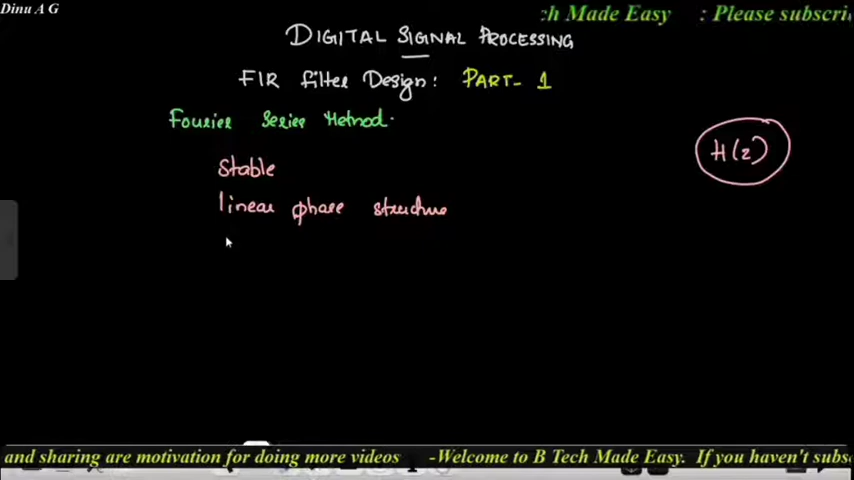 Dinu A G
:h Made Easy : Please subscri
DIGITAL SIGNAL PROCESSING
FIR filter Design: PART- 1
Fourier Series Method.
H(z)
Stable
linear phase structure
and sharing are motivation for doing more videos -Welcome to B Tech Made Easy. If you haven't subs